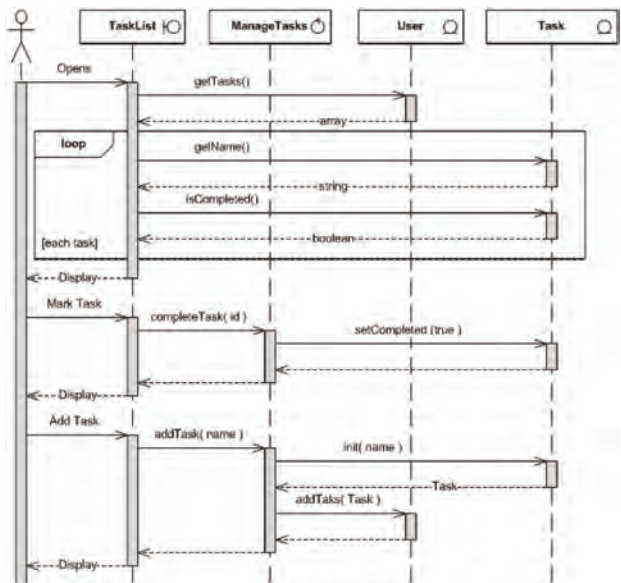 TaskList ManageTasks User Task
Opens
getTasks()
array
loop
getName()
string
isCompleted()
boolean
[each task]
Display
Mark Task
completeTask( id )
setCompleted (true )
Display
Add Task
addTask( name )
init( name )
Task
addTaks( Task )
Display